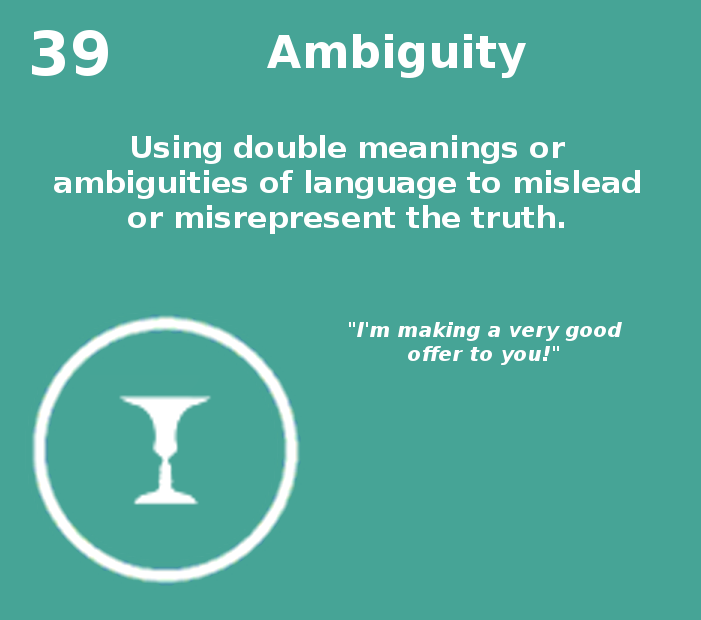 39
Ambiguity
Using double meanings or
ambiguities of language to mislead
or misrepresent the truth.
"I'm making a very good
offer to you!"